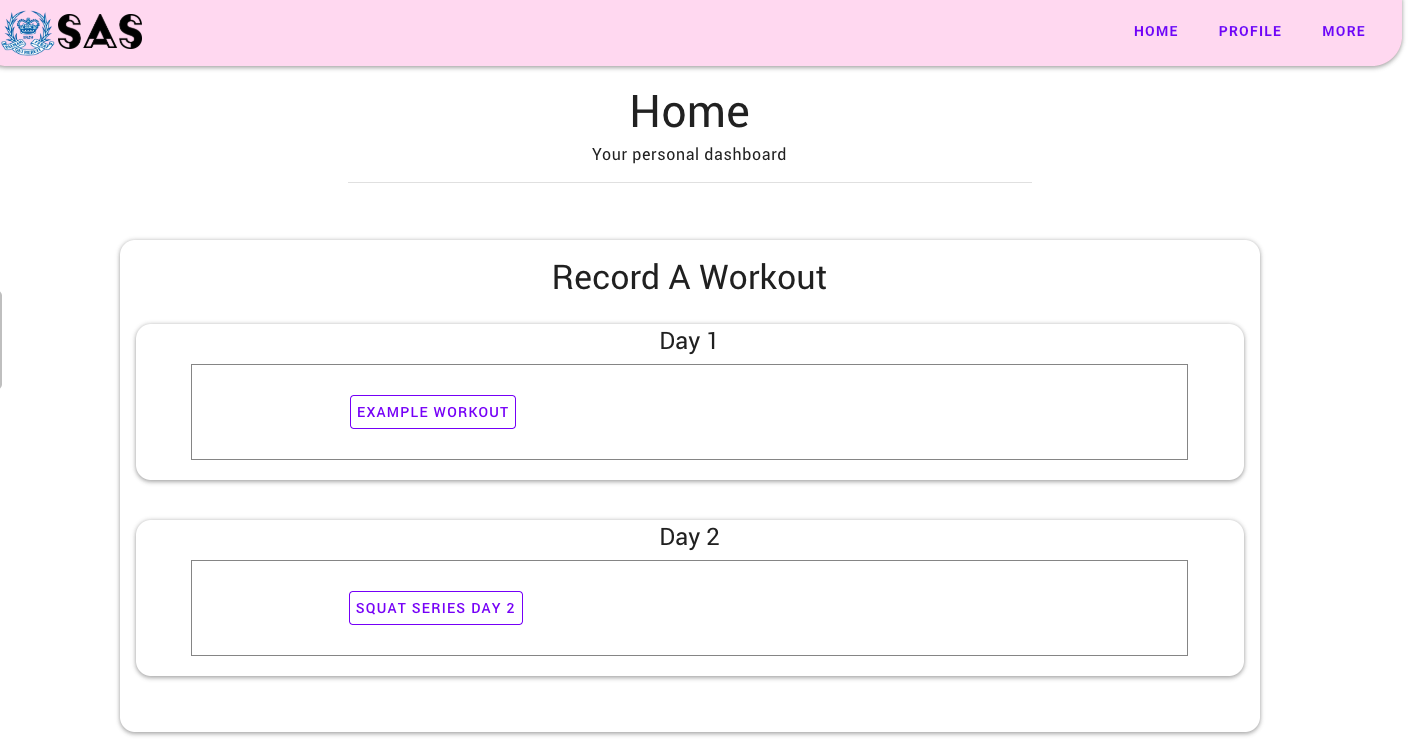 SAS
HOME PROFILE MORE
Home
Your personal dashboard
Record A Workout
Day 1
EXAMPLE WORKOUT
Day 2
SQUAT SERIES DAY 2